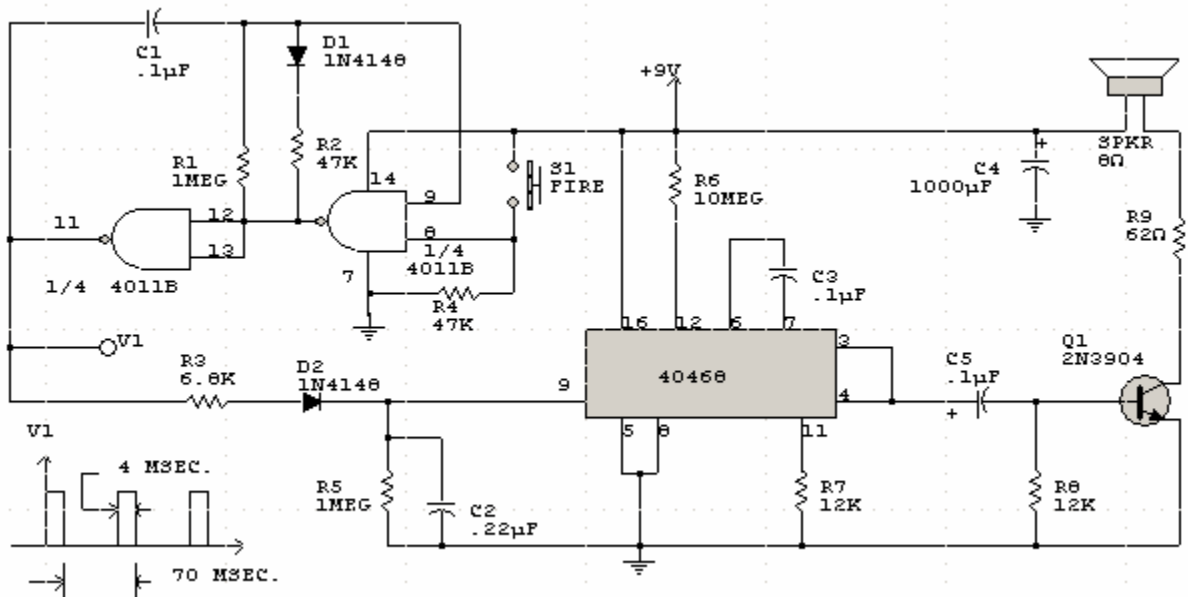 C1
.1µF
D1
1N4148
R1
1MEG
R2
47K
14
9
8
S1
FIRE
11
12
13
1/4 4011B
1/4
4011B
7
R4
47K
+9V
R6
10MEG
SPKR
8Ω
+
C4
1000µF
R9
62Ω
C3
.1µF
V1
R3
6.8K
D2
1N4148
16
12
6
7
3
4
9
40468
5
8
11
C5
.1µF
+
Q1
2N3904
V1
4 MSEC.
70 MSEC.
R5
1MEG
C2
.22µF
R7
12K
R8
12K